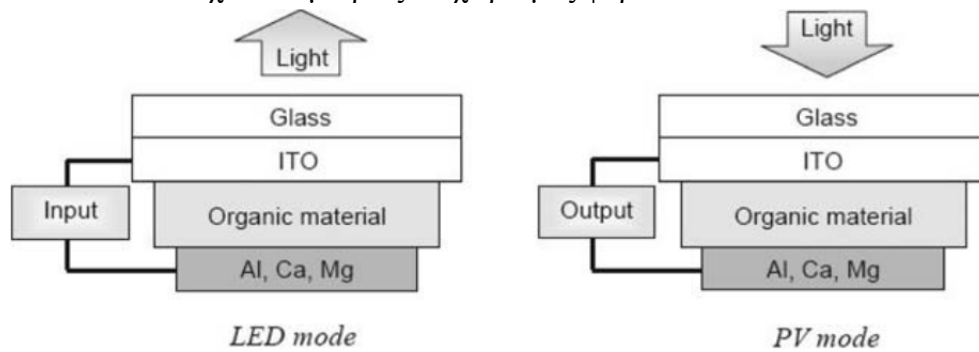 Light
Glass
ITO
Input
Organic material
Al, Ca, Mg
LED mode
Light
Glass
ITO
Output
Organic material
Al, Ca, Mg
PV mode